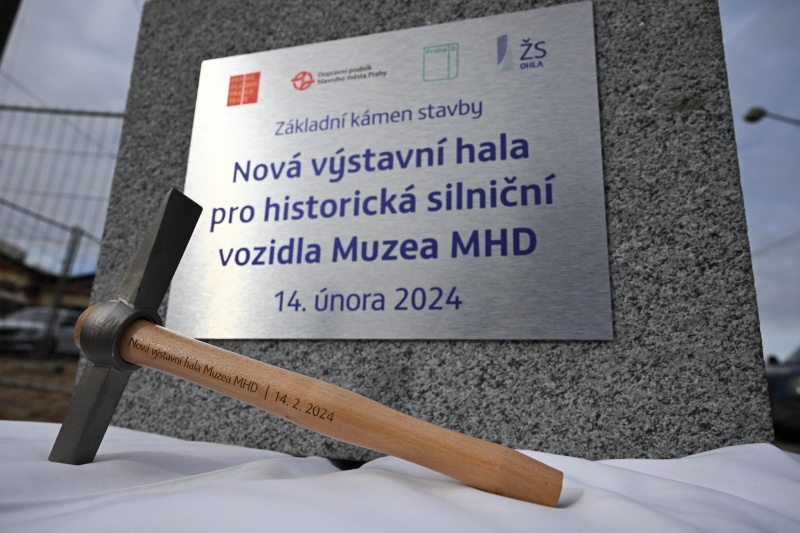 Dopravní podnik
hlavního města Prahy
Praha 6
ŽS
OHLA
Základní kámen stavby
Nová výstavní hala
pro historická silniční
vozidla Muzea MHD
14. února 2024
Nová výstavní hala Muzea MHD | 14. 2. 2024